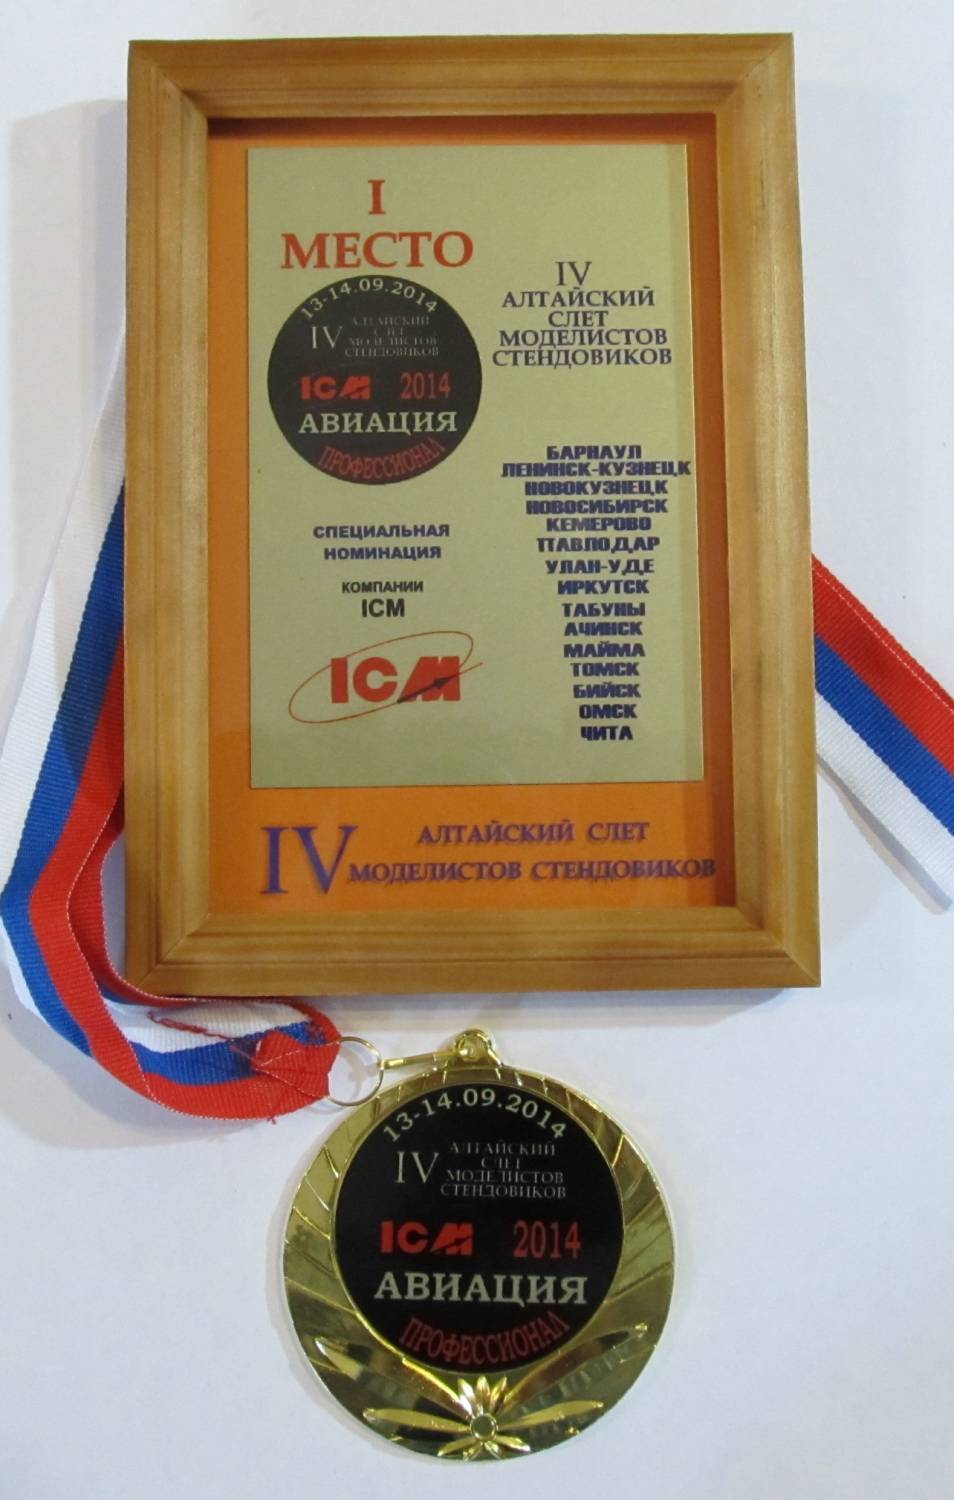 I
МЕСТО
13-14.09.2014
IV
АЛТАЙСКИЙ
СЛЕТ
МОДЕЛИСТОВ
СТЕНДОВИКОВ
ICM 2014
АВИАЦИЯ
ПРОФЕССИОНАЛ
СПЕЦИАЛЬНАЯ
НОМИНАЦИЯ
КОМПАНИИ
ICM
ICM
IV
АЛТАЙСКИЙ
СЛЕТ
МОДЕЛИСТОВ
СТЕНДОВИКОВ
БАРНАУЛ
ЛЕНИНСК-КУЗНЕЦК
НОВОКУЗНЕЦК
НОВОСИБИРСК
КЕМЕРОВО
ПАВЛОДАР
УЛАН-УДЕ
ИРКУТСК
ТАБУНЫ
АЧИНСК
МАЙМА
ТОМСК
БИЙСК
ОМСК
ЧИТА
IV АЛТАЙСКИЙ СЛЕТ
МОДЕЛИСТОВ СТЕНДОВИКОВ
13-14.09.2014
IV
АЛТАЙСКИЙ
СЛЕТ
МОДЕЛИСТОВ
СТЕНДОВИКОВ
ICM 2014
АВИАЦИЯ
ПРОФЕССИОНАЛ